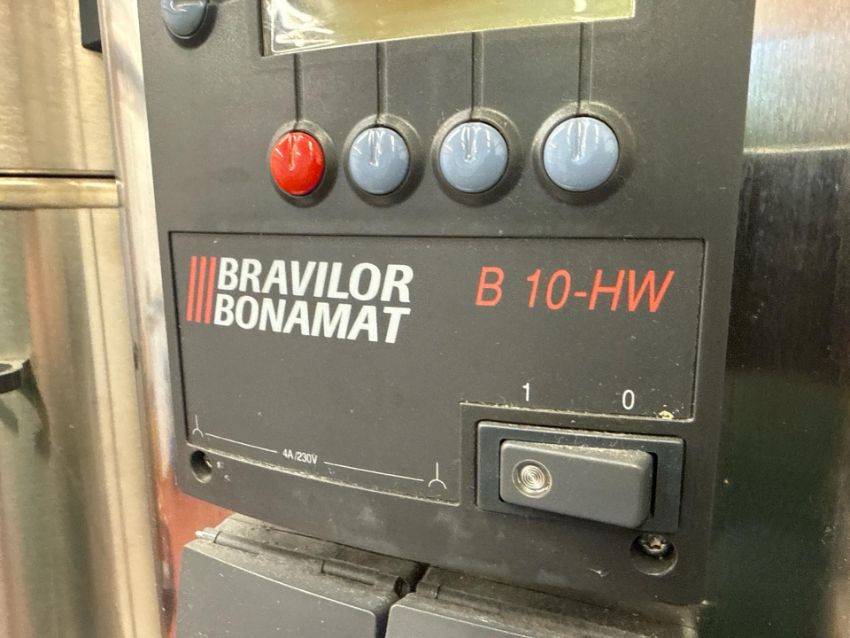 BRAVILOR
BONAMAT
B 10-HW
1 0
4A/230V